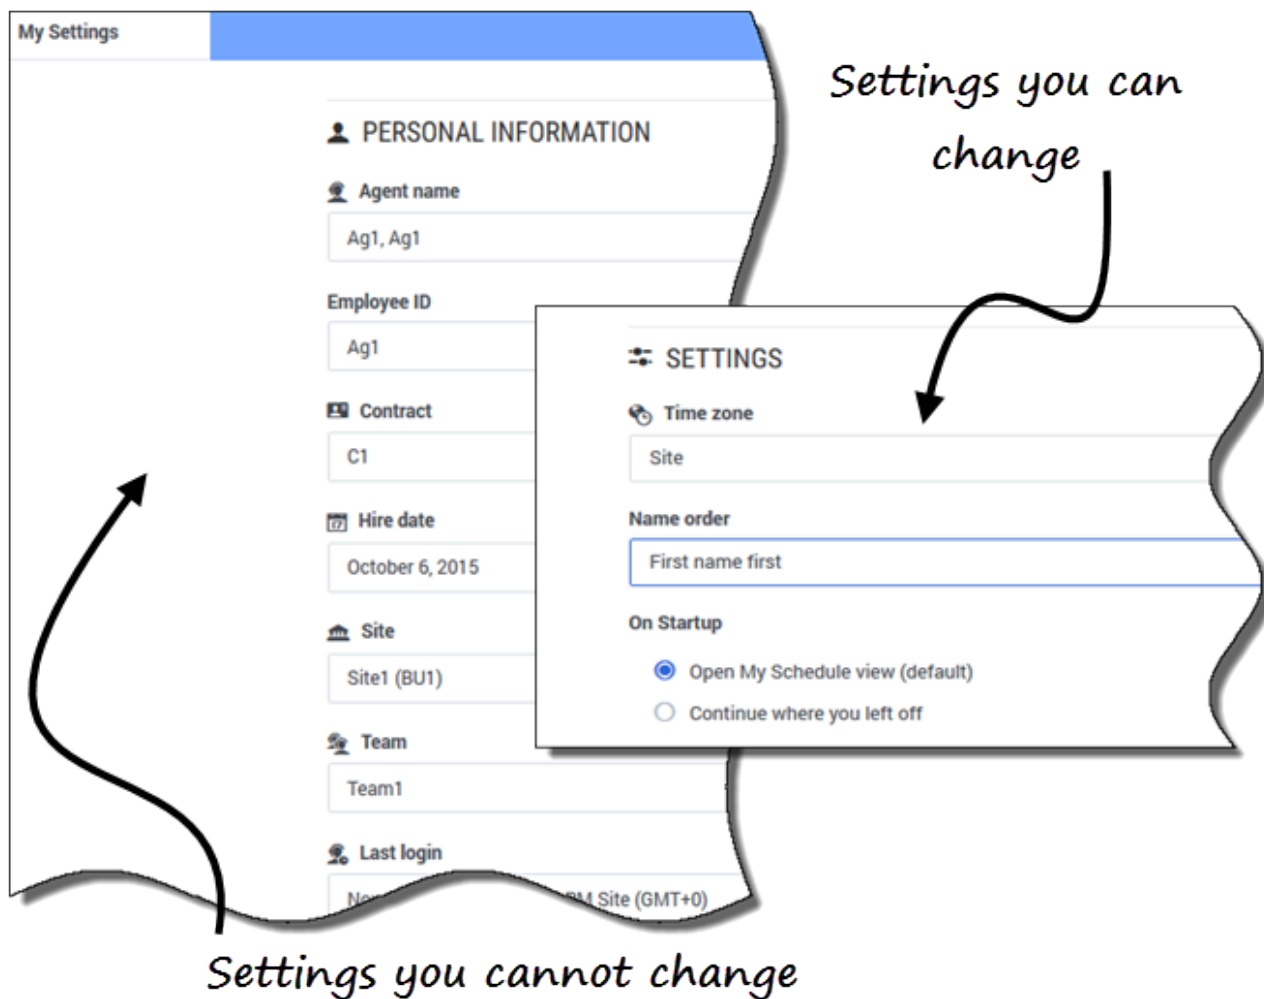 My Settings
Settings you can
change
PERSONAL INFORMATION
Agent name
Ag1, Ag1
Employee ID
Ag1
Contract
C1
Hire date
October 6, 2015
Site
Site1 (BU1)
Team
Team1
Last login
PM Site (GMT+0)
SETTINGS
Time zone
Site
Name order
First name first
On Startup
Open My Schedule view (default)
Continue where you left off
Settings you cannot change